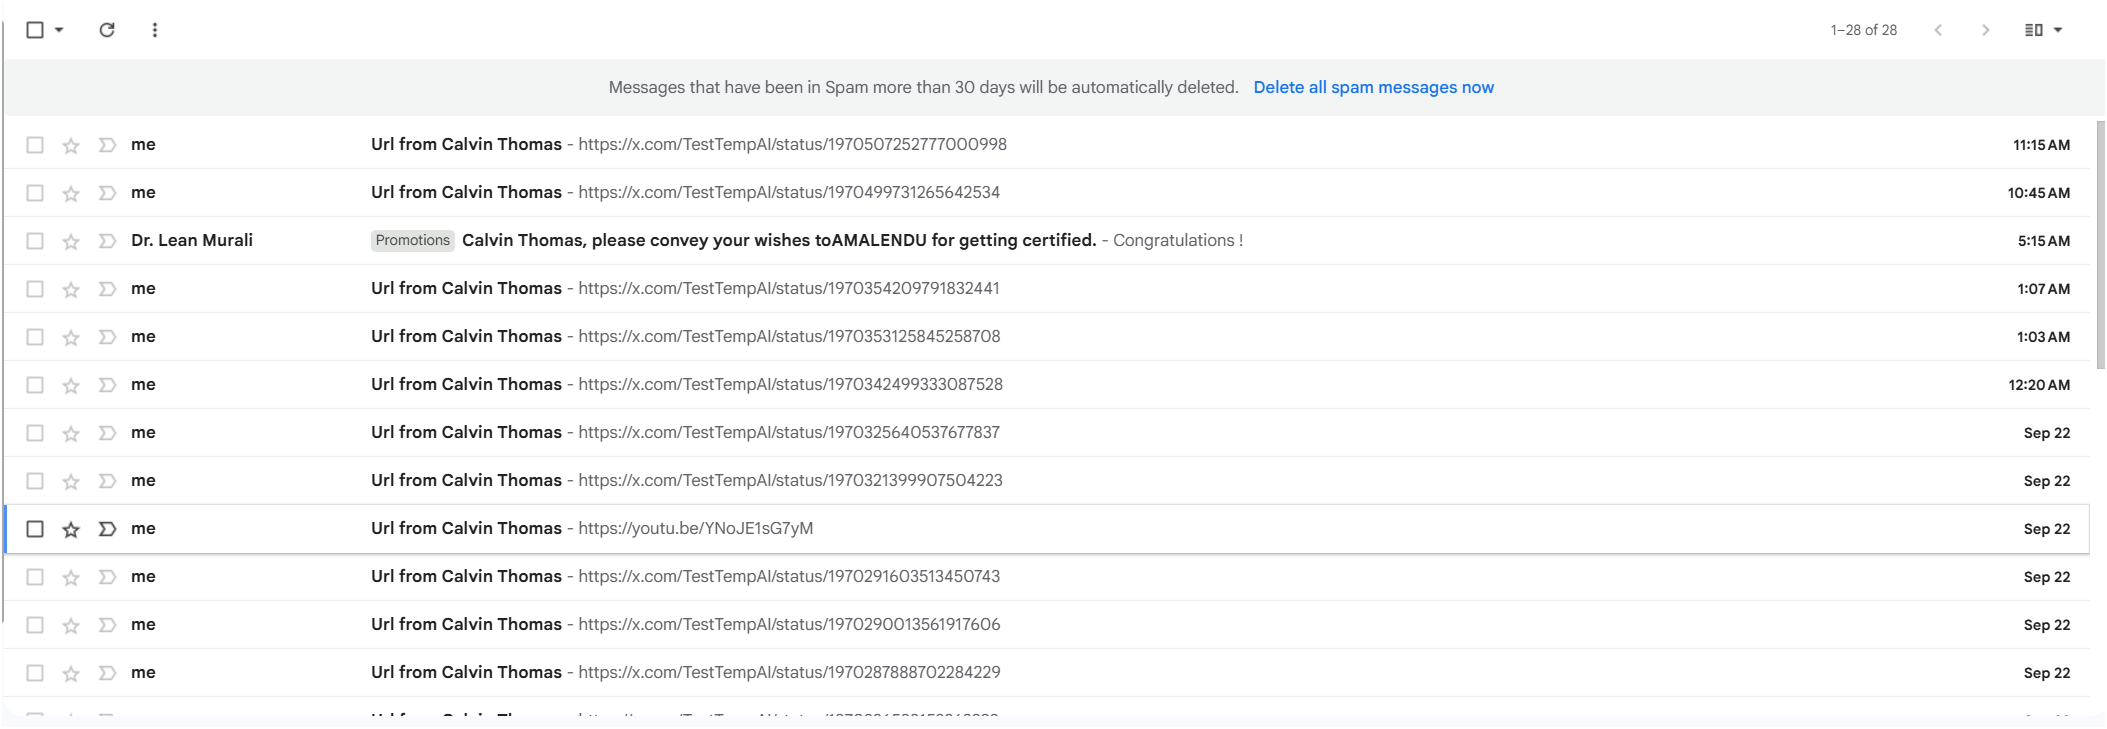 1–28 of 28
Messages that have been in Spam more than 30 days will be automatically deleted. Delete all spam messages now
me Url from Calvin Thomas - https://x.com/TestTempAI/status/1970507252777000998 11:15 AM
me Url from Calvin Thomas - https://x.com/TestTempAI/status/1970499731265642534 10:45 AM
Dr. Lean Murali Promotions Calvin Thomas, please convey your wishes toAMALENDU for getting certified. - Congratulations ! 5:15 AM
me Url from Calvin Thomas - https://x.com/TestTempAI/status/1970354209791832441 1:07 AM
me Url from Calvin Thomas - https://x.com/TestTempAI/status/1970353125845258708 1:03 AM
me Url from Calvin Thomas - https://x.com/TestTempAI/status/1970342499333087528 12:20 AM
me Url from Calvin Thomas - https://x.com/TestTempAI/status/1970325640537677837 Sep 22
me Url from Calvin Thomas - https://x.com/TestTempAI/status/1970321399907504223 Sep 22
me Url from Calvin Thomas - https://youtu.be/YNoJE1sG7yM Sep 22
me Url from Calvin Thomas - https://x.com/TestTempAI/status/1970291603513450743 Sep 22
me Url from Calvin Thomas - https://x.com/TestTempAI/status/1970290013561917606 Sep 22
me Url from Calvin Thomas - https://x.com/TestTempAI/status/1970287888702284229 Sep 22